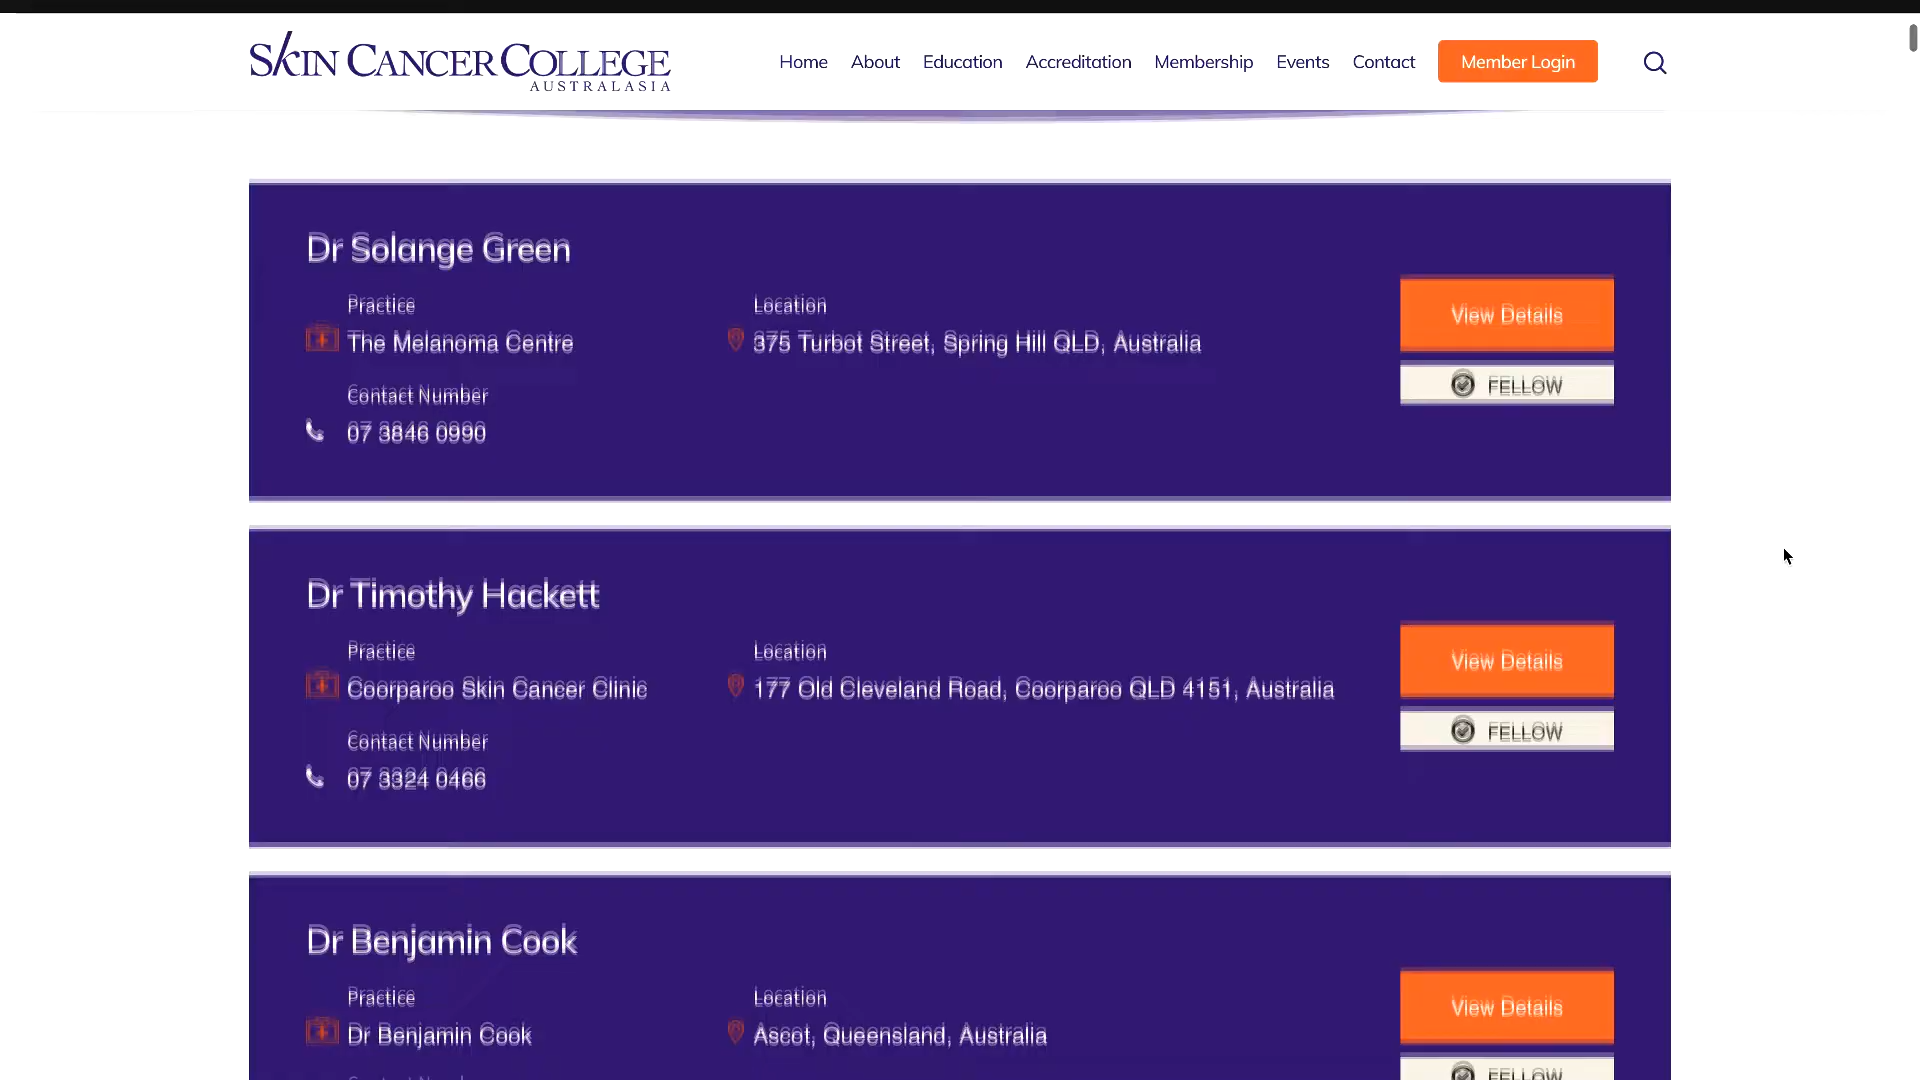 SKIN CANCER COLLEGE
AUSTRALASIA
Home About Education Accreditation Membership Events Contact Member Login
Dr Solange Green
Practice
The Melanoma Centre
Location
375 Turbot Street, Spring Hill QLD, Australia
Contact Number
07 3846 0990
View Details
FELLOW
Dr Timothy Hackett
Practice
Coorparoo Skin Cancer Clinic
Location
177 Old Cleveland Road, Coorparoo QLD 4151, Australia
Contact Number
07 3324 0466
View Details
FELLOW
Dr Benjamin Cook
Practice
Dr Benjamin Cook
Location
Ascot, Queensland, Australia
View Details
FELLOW